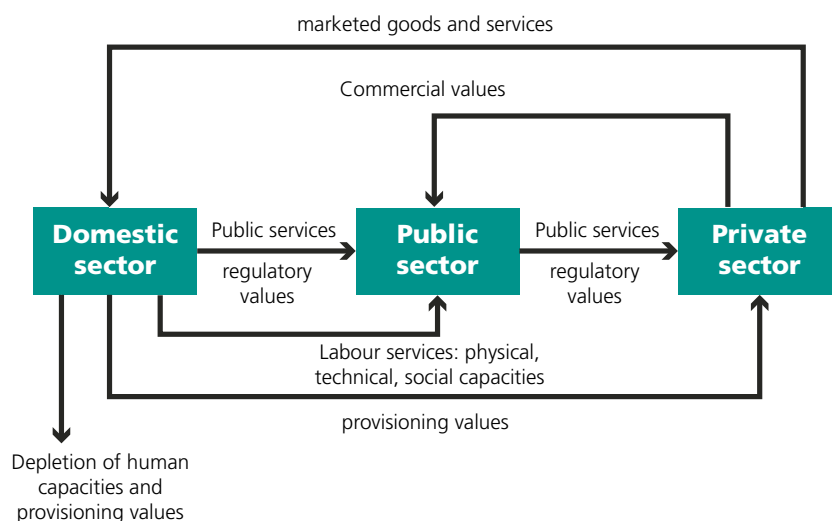 marketed goods and services
Commercial values
Domestic
sector
Public services
regulatory
values
Public
sector
Public services
regulatory
values
Private
sector
Labour services: physical,
technical, social capacities
provisioning values
Depletion of human
capacities and
provisioning values